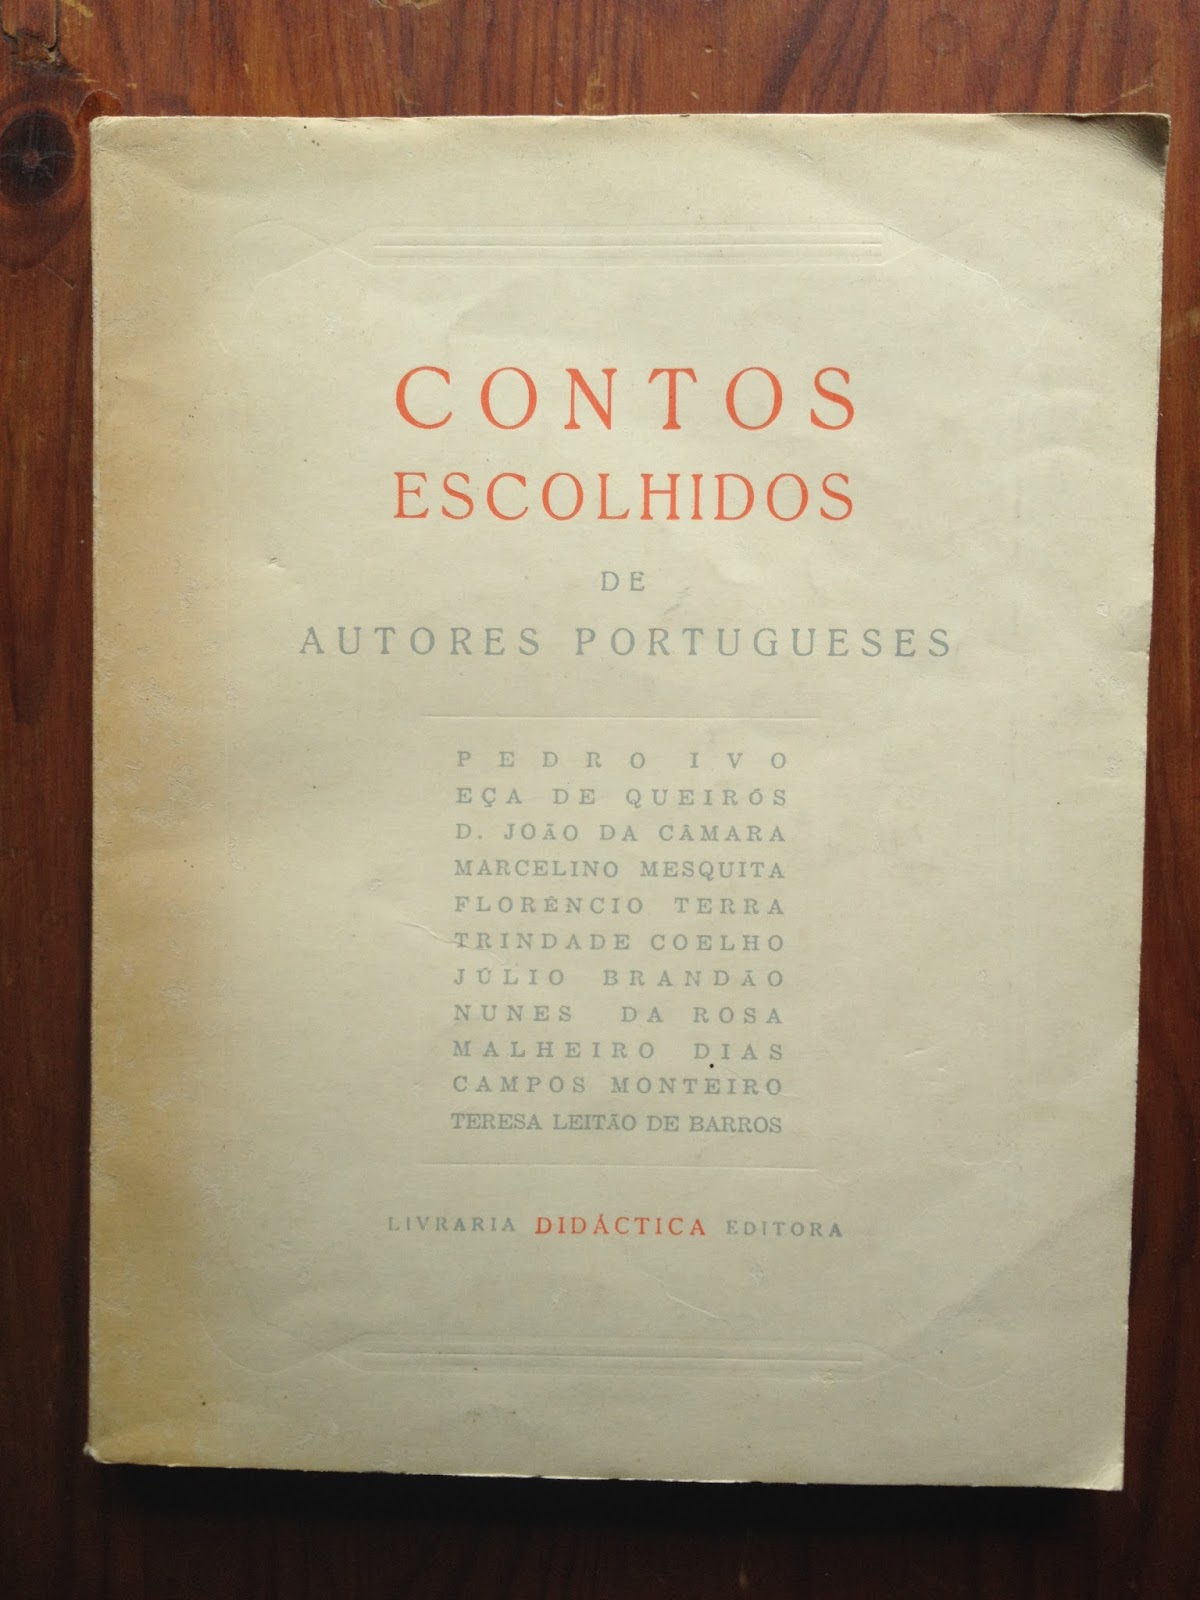 CONTOS
ESCOLHIDOS
DE
AUTORES PORTUGUESES
PEDRO IVO
EÇA DE QUEIRÓS
D. JOÃO DA CÂMARA
MARCELINO MESQUITA
FLORÊNCIO TERRA
TRINDADE COELHO
JÚLIO BRANDÃO
NUNES DA ROSA
MALHEIRO DIAS
CAMPOS MONTEIRO
TERESA LEITÃO DE BARROS
LIVRARIA DIDÁCTICA EDITORA